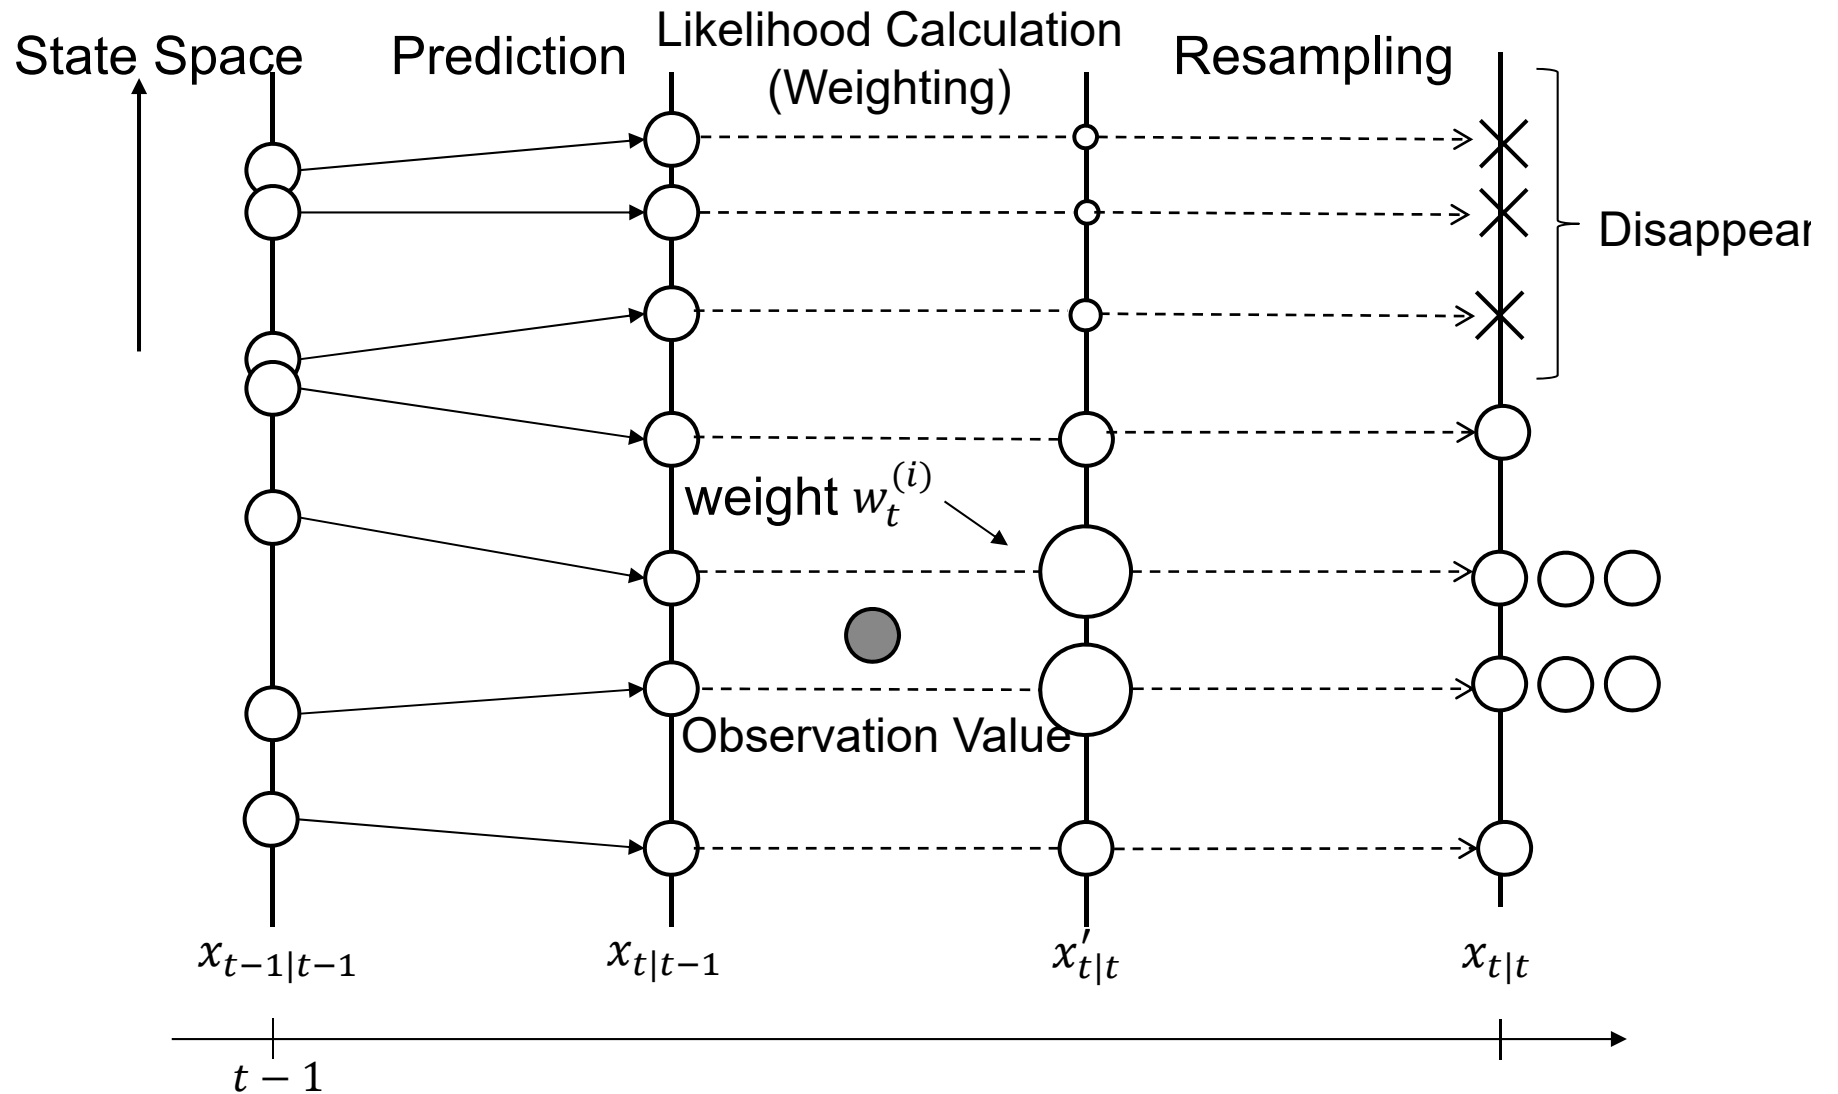 State Space
Prediction
Likelihood Calculation
(Weighting)
Resampling
Disappear
weight $w_t^{(i)}$
Observation Value
$x_{t-1|t-1}$
$x_{t|t-1}$
$x'_{t|t}$
$x_{t|t}$
$t-1$